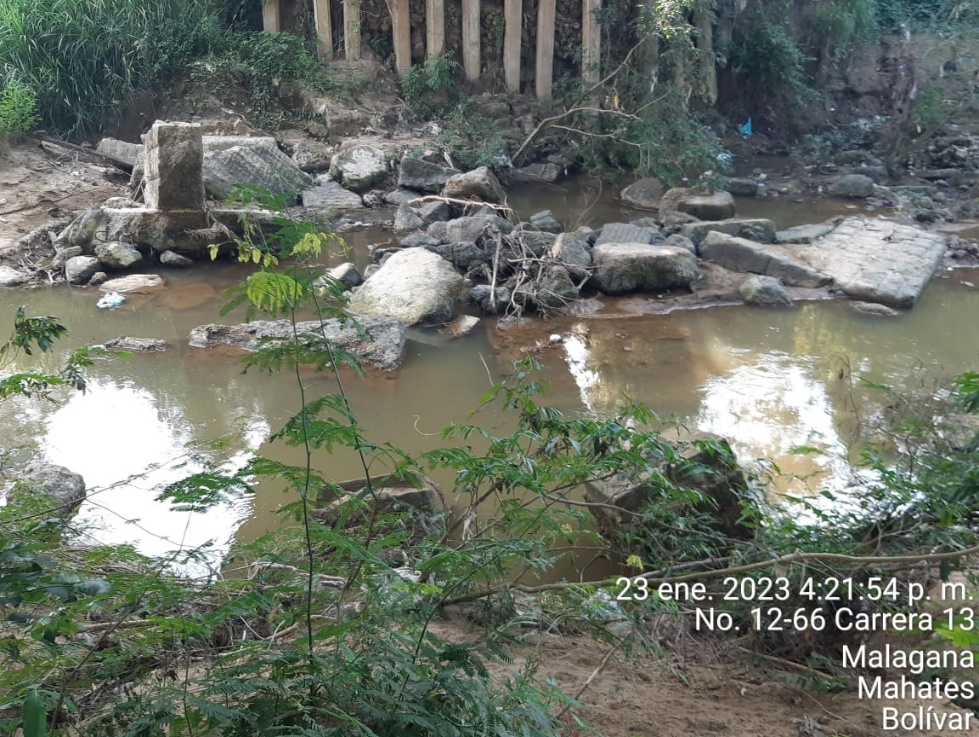 23 ene. 2023 4:21:54 p. m.
No. 12-66 Carrera 13
Malagana
Mahates
Bolívar